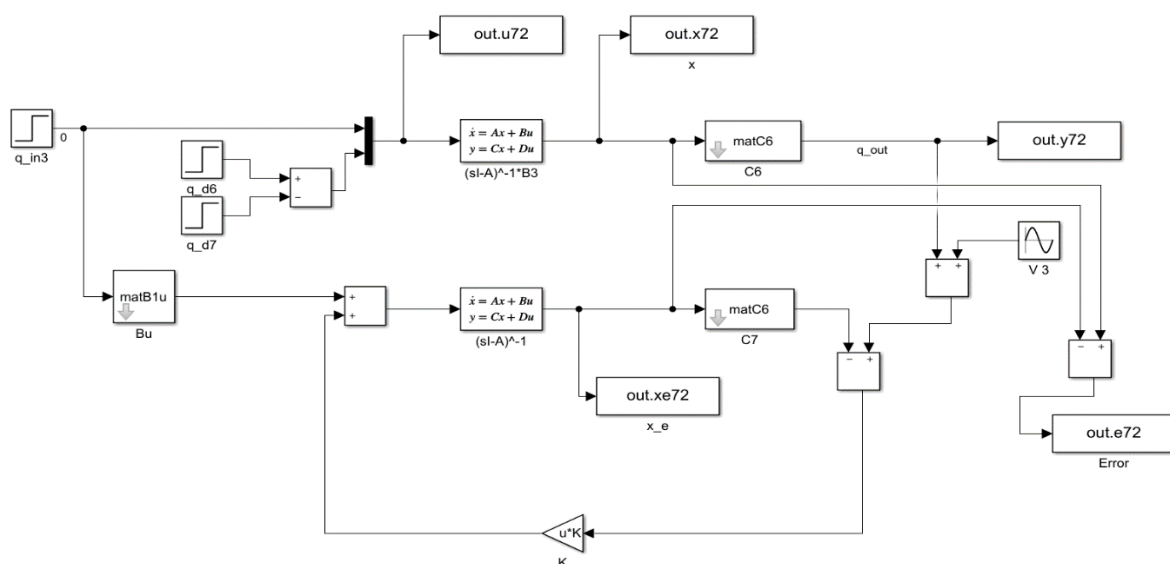 out.u72
out.x72
x
0
q_in3
q_d6
+
−
q_d7
ẋ = Ax + Bu
y = Cx + Du
(sI-A)^-1*B3
matC6
C6
q_out
out.y72
V 3
+ +
matB1u
Bu
+
+
ẋ = Ax + Bu
y = Cx + Du
(sI-A)^-1
matC6
C7
− +
− +
out.xe72
x_e
out.e72
Error
u*K
K